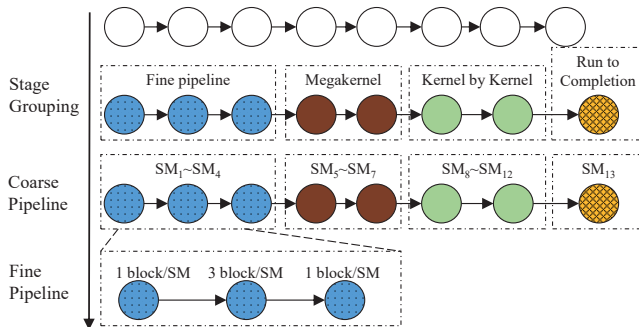 Stage
Grouping
Fine pipeline
Megakernel
Kernel by Kernel
Run to
Completion
Coarse
Pipeline
SM₁~SM₄
SM₅~SM₇
SM₈~SM₁₂
SM₁₃
Fine
Pipeline
1 block/SM
3 block/SM
1 block/SM